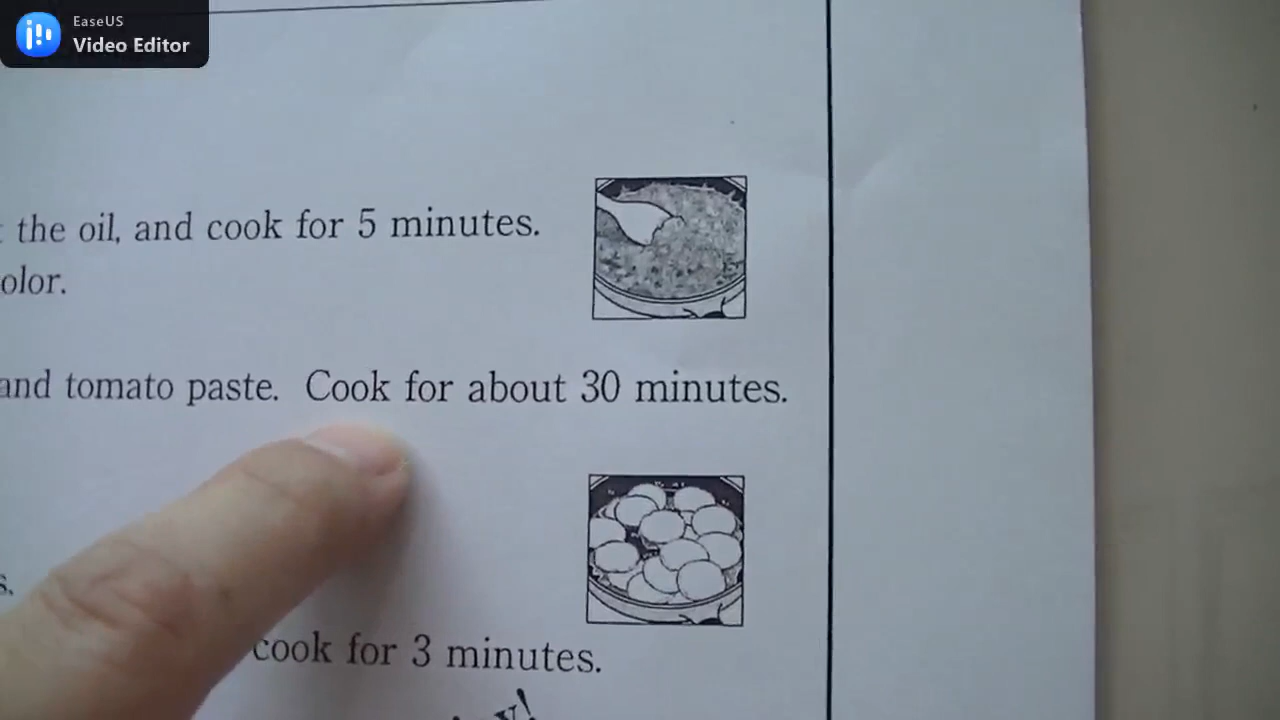 EaseUS
Video Editor
the oil, and cook for 5 minutes.
olor.
and tomato paste. Cook for about 30 minutes.
s.
cook for 3 minutes.
y!